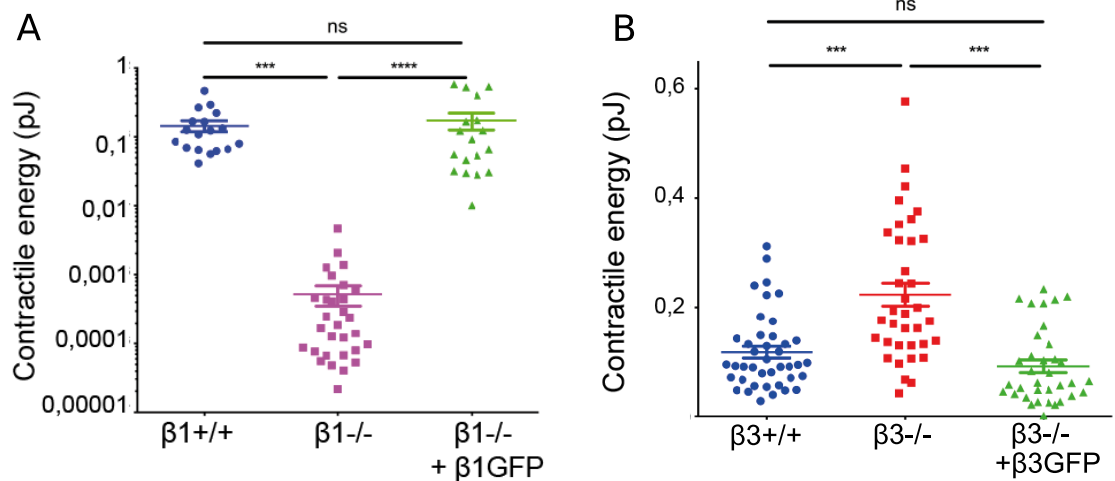 A
ns
***
****
Contractile energy (pJ)
1
0,1
0,01
0,001
0,0001
0,00001
β1+/+
β1-/-
β1-/-
+ β1GFP
B
ns
***
***
Contractile energy (pJ)
0,6
0,4
0,2
β3+/+
β3-/-
β3-/-
+β3GFP